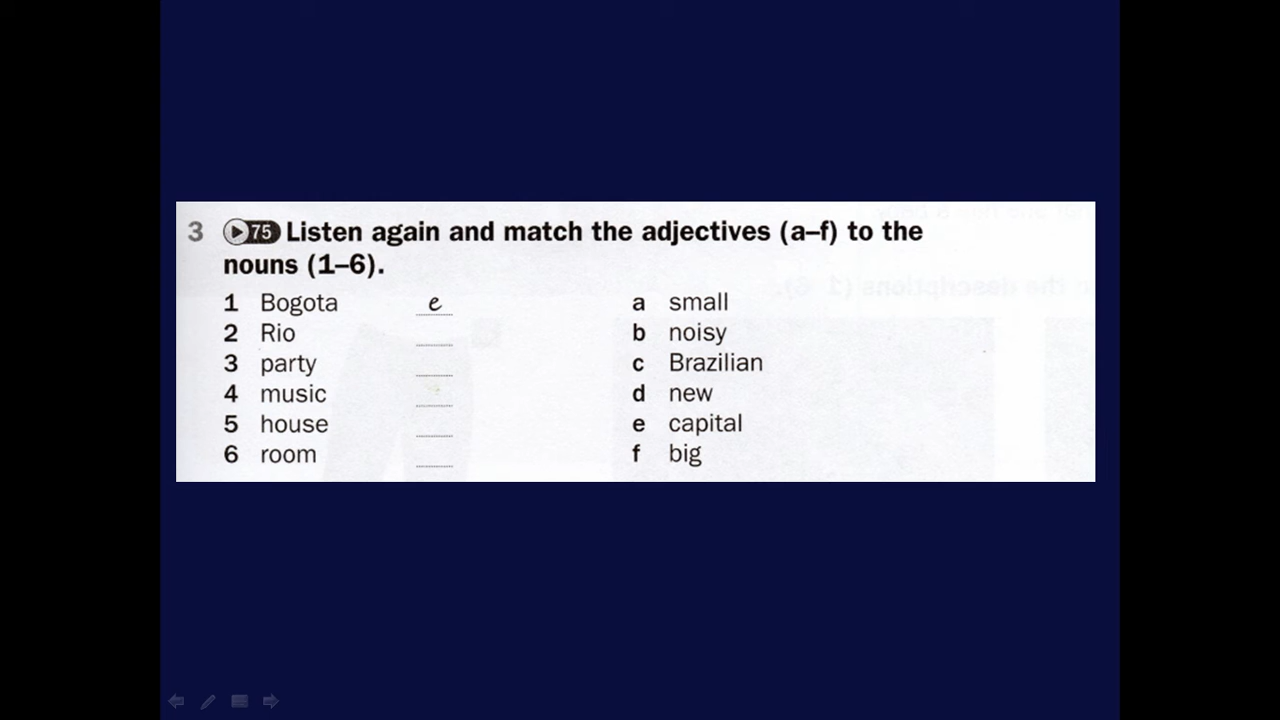 3 75 Listen again and match the adjectives (a–f) to the
nouns (1–6).
1 Bogota e a small
2 Rio b noisy
3 party c Brazilian
4 music d new
5 house e capital
6 room f big